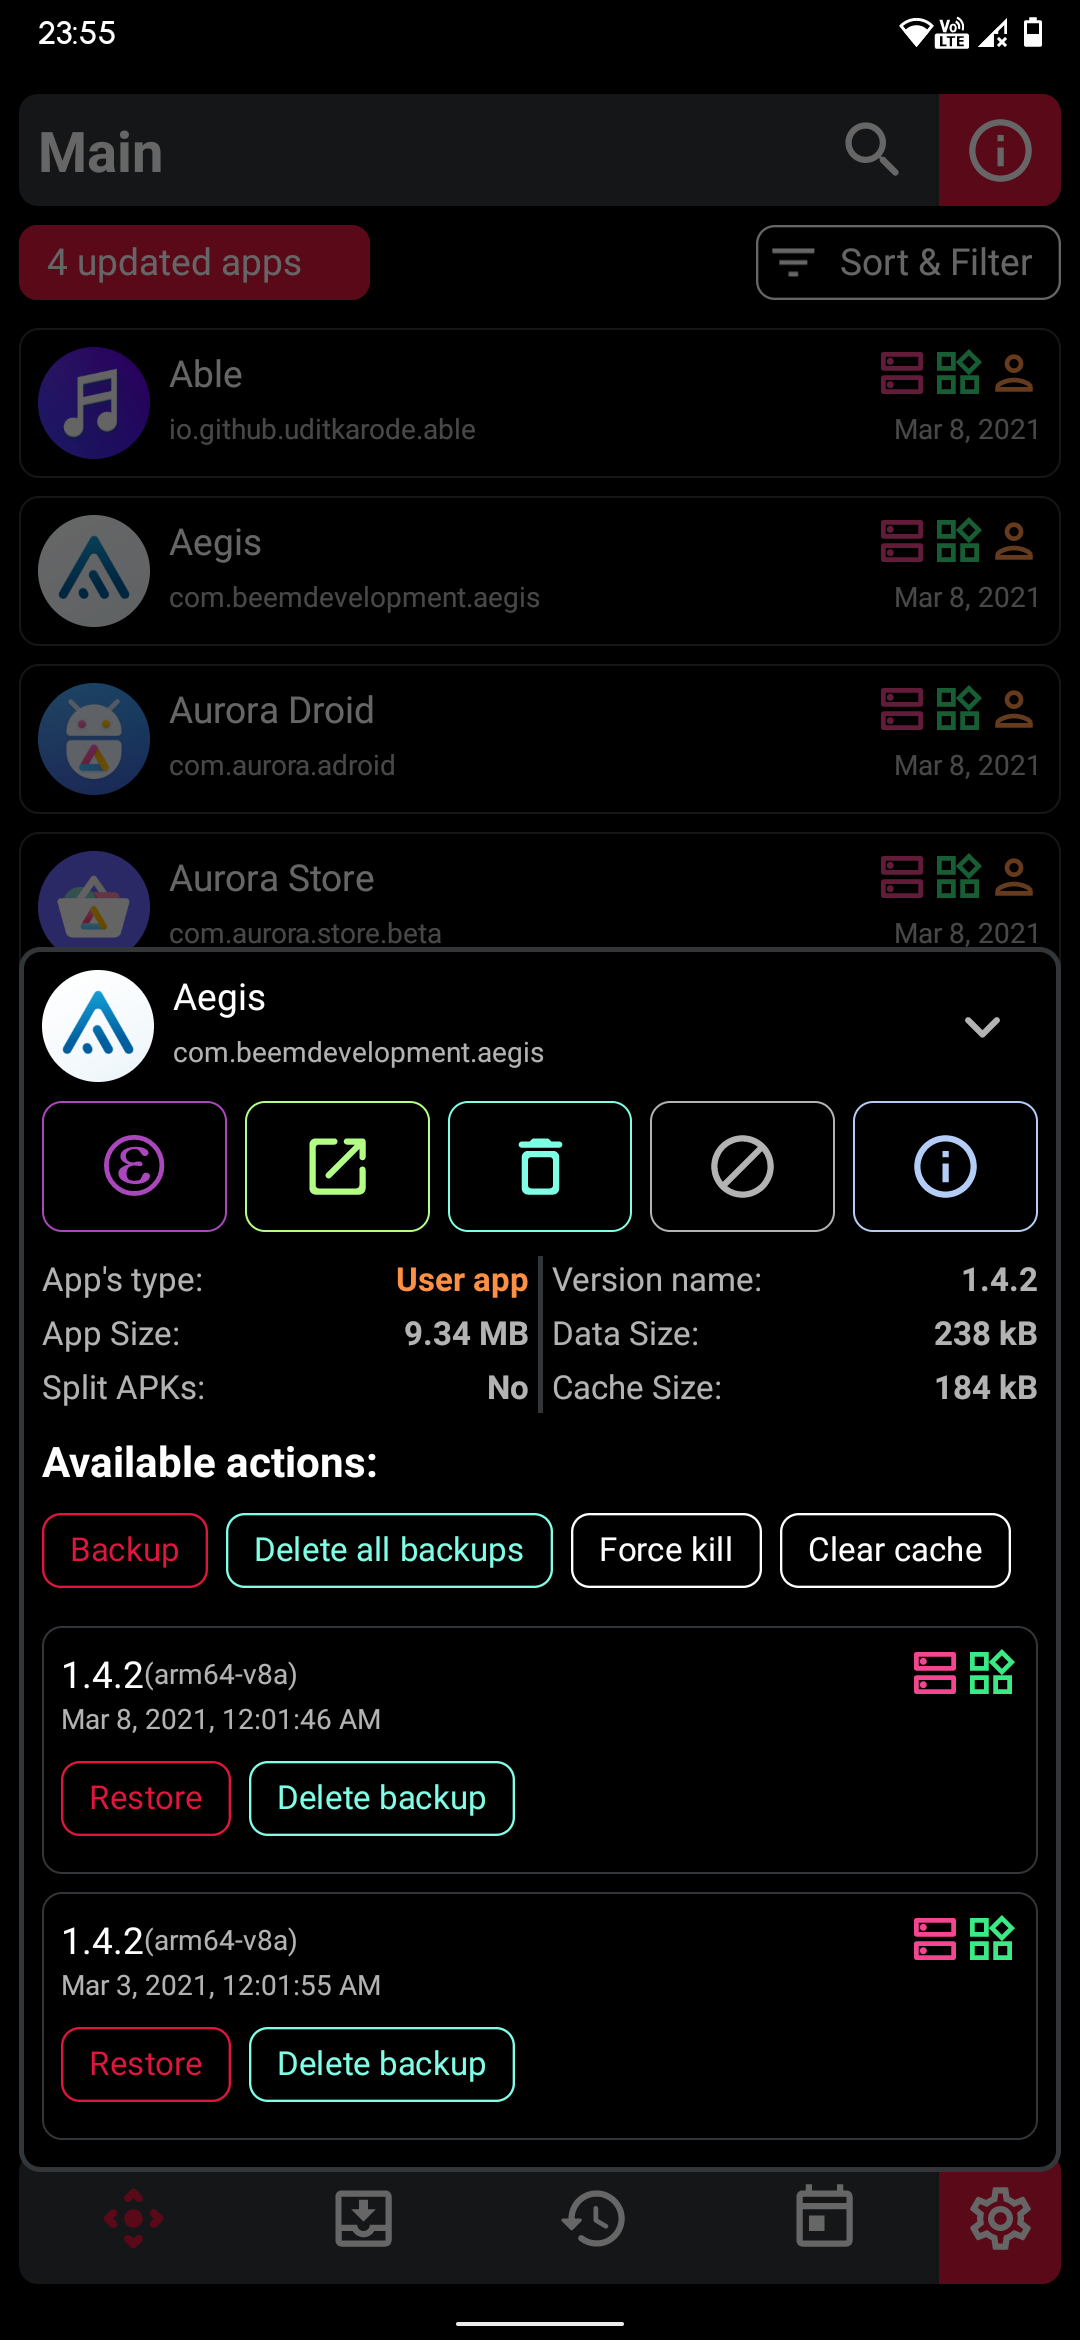 23:55
Vo)) LTE
Main
4 updated apps
Sort & Filter
Able
io.github.uditkarode.able
Mar 8, 2021
Aegis
com.beemdevelopment.aegis
Mar 8, 2021
Aurora Droid
com.aurora.adroid
Mar 8, 2021
Aurora Store
com.aurora.store.beta
Mar 8, 2021
Aegis
com.beemdevelopment.aegis
App's type: User app
Version name: 1.4.2
App Size: 9.34 MB
Data Size: 238 kB
Split APKs: No
Cache Size: 184 kB
Available actions:
Backup
Delete all backups
Force kill
Clear cache
1.4.2(arm64-v8a)
Mar 8, 2021, 12:01:46 AM
Restore
Delete backup
1.4.2(arm64-v8a)
Mar 3, 2021, 12:01:55 AM
Restore
Delete backup